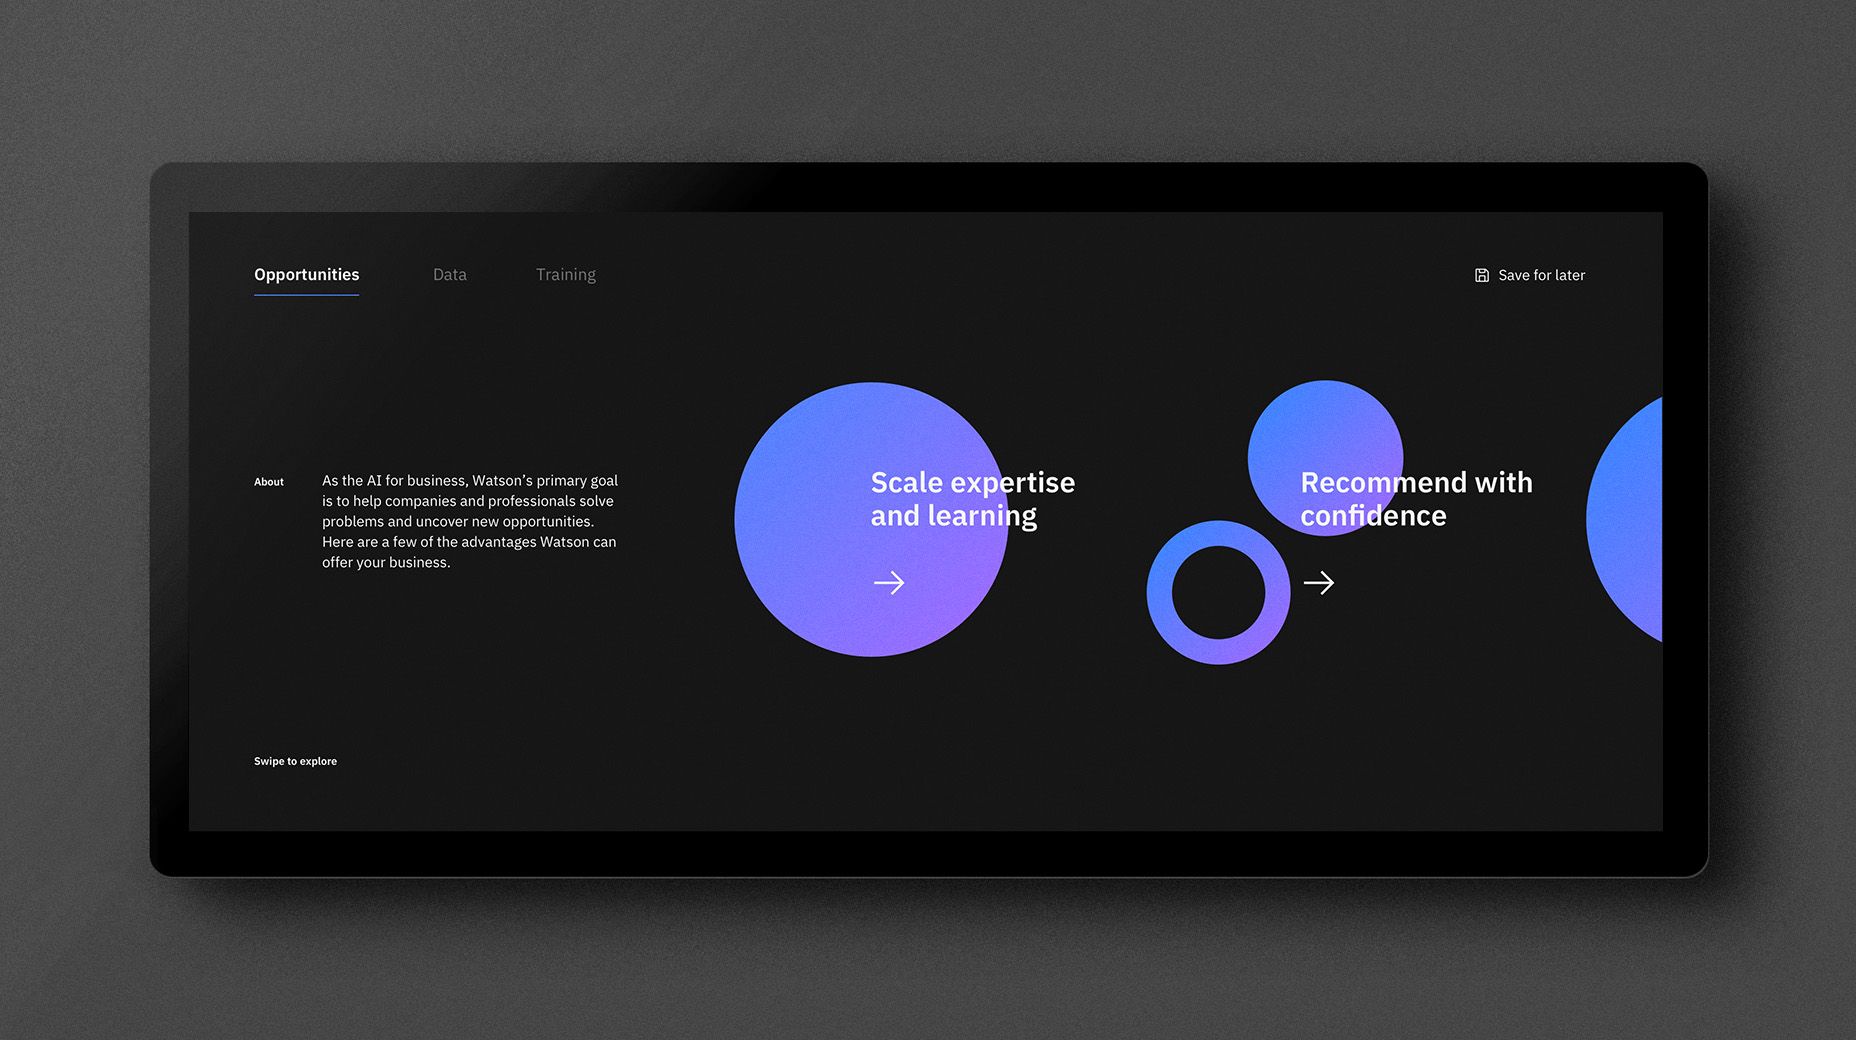 Opportunities
Data
Training
Save for later
About
As the AI for business, Watson’s primary goal
is to help companies and professionals solve
problems and uncover new opportunities.
Here are a few of the advantages Watson can
offer your business.
Scale expertise
and learning
Recommend with
confidence
Swipe to explore